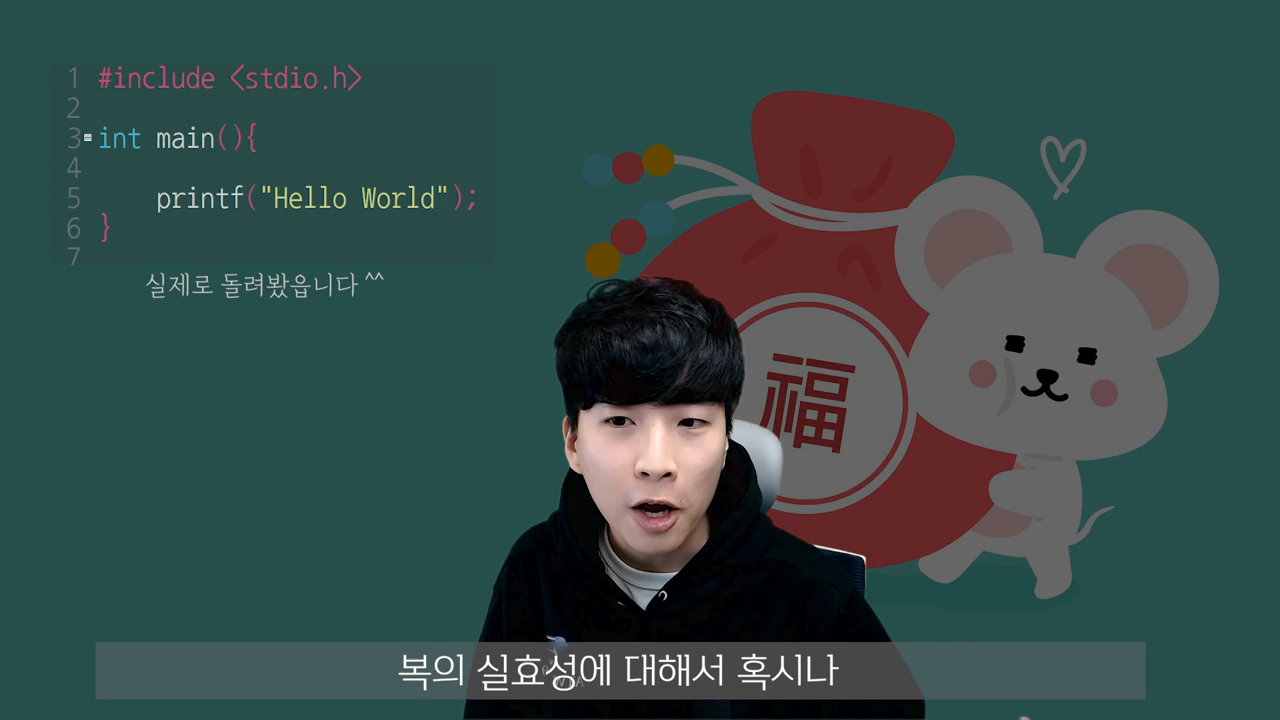 1 #include <stdio.h>
2
3 int main(){
4
5 printf("Hello World");
6 }
7
실제로 돌려봤읍니다 ^^
福
복의 실효성에 대해서 혹시나